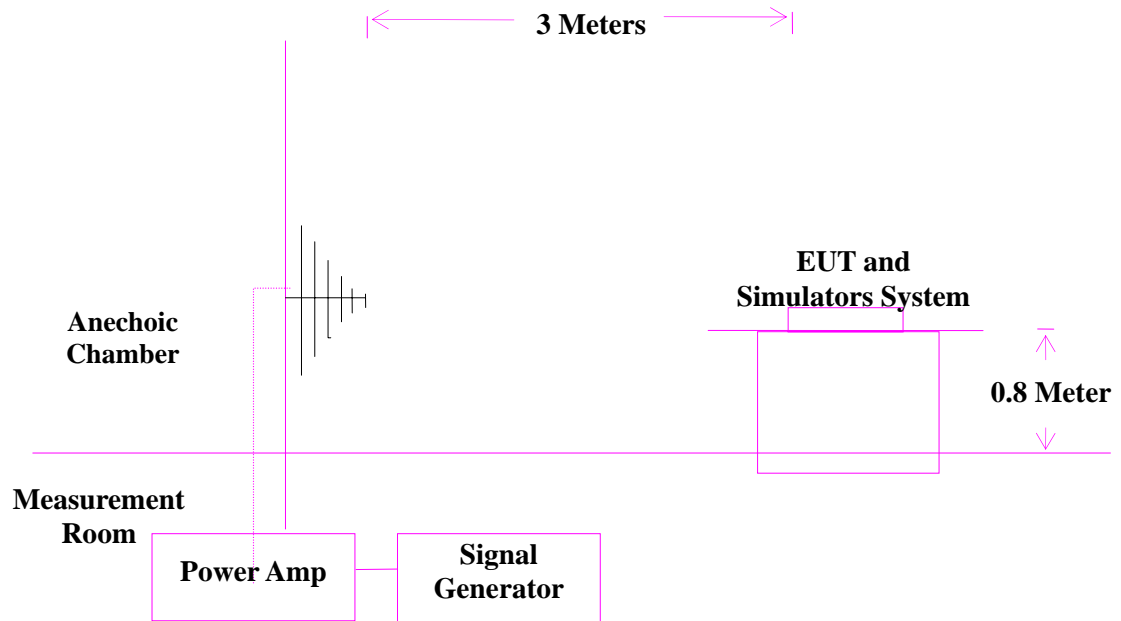 3 Meters
EUT and
Simulators System
Anechoic
Chamber
0.8 Meter
Measurement
Room
Power Amp
Signal
Generator